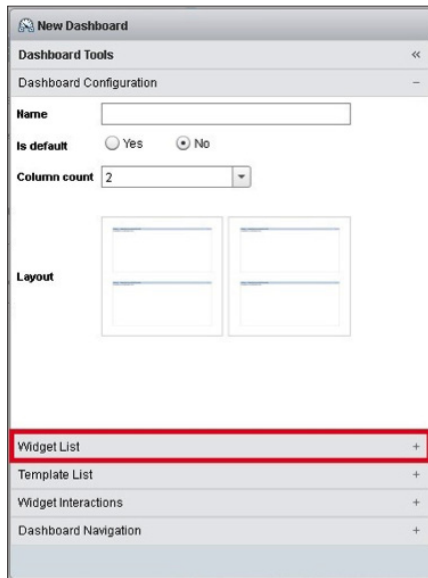 New Dashboard
Dashboard Tools
Dashboard Configuration
Name
Is default Yes No
Column count 2
Layout
Widget List
Template List
Widget Interactions
Dashboard Navigation